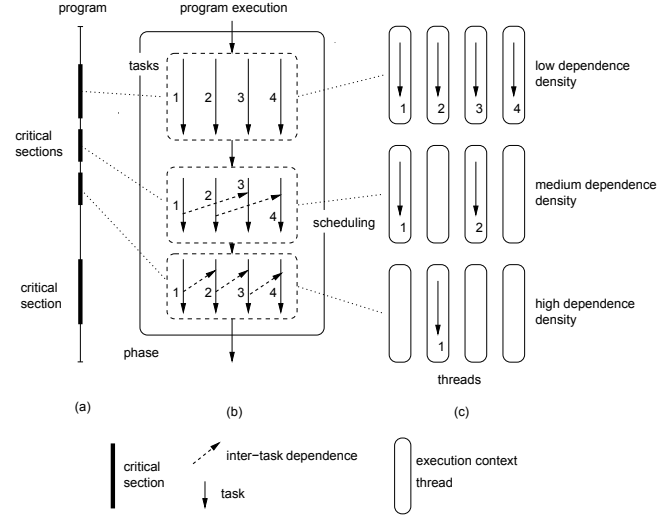 program
program execution
tasks
1
2
3
4
1
2
3
4
low dependence
density
critical
sections
1
2
3
4
scheduling
1
2
medium dependence
density
critical
section
1
2
3
4
1
high dependence
density
phase
threads
(a)
(b)
(c)
critical
section
inter-task dependence
task
execution context
thread